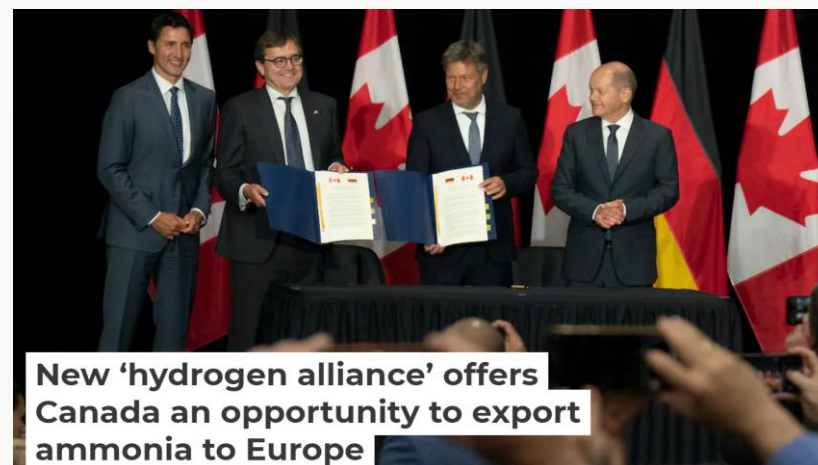 New ‘hydrogen alliance’ offers
Canada an opportunity to export
ammonia to Europe